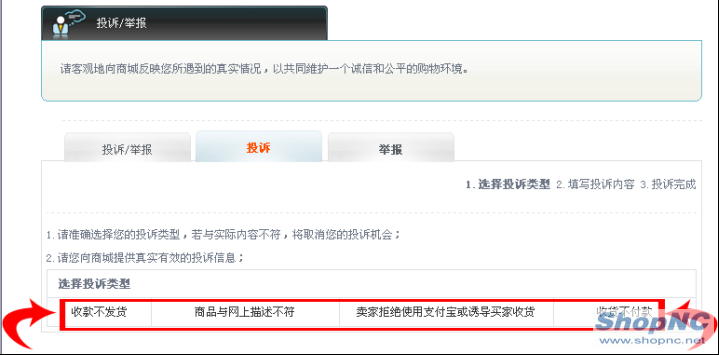 投诉/举报
请客观地向商城反映您所遇到的真实情况，以共同维护一个诚信和公平的购物环境。
投诉/举报 投诉 举报
1.选择投诉类型 2.填写投诉内容 3.投诉完成
1.请准确选择您的投诉类型，若与实际内容不符，将取消您的投诉机会；
2.请您向商城提供真实有效的投诉信息；
选择投诉类型
收款不发货 商品与网上描述不符 卖家拒绝使用支付宝或诱导买家收货 收货不付款
ShopNC
www.shopnc.net